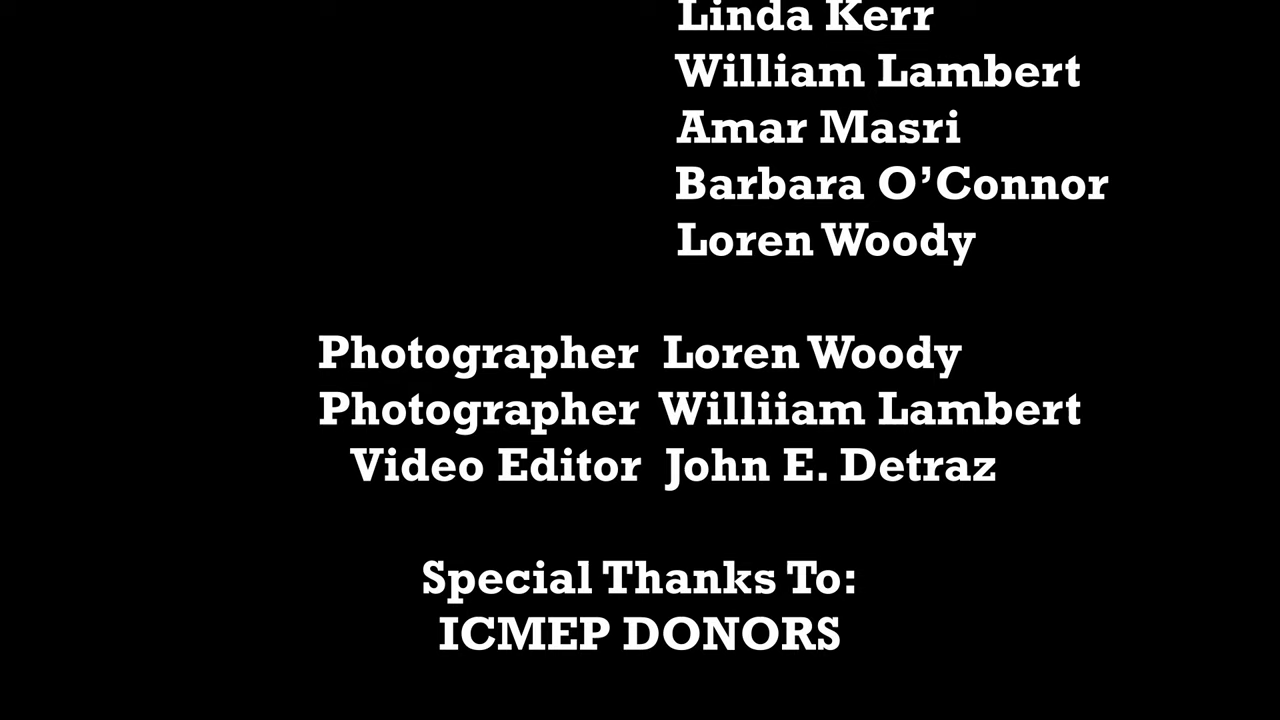 Linda Kerr
William Lambert
Amar Masri
Barbara O’Connor
Loren Woody
Photographer Loren Woody
Photographer Williiam Lambert
Video Editor John E. Detraz
Special Thanks To:
ICMEP DONORS